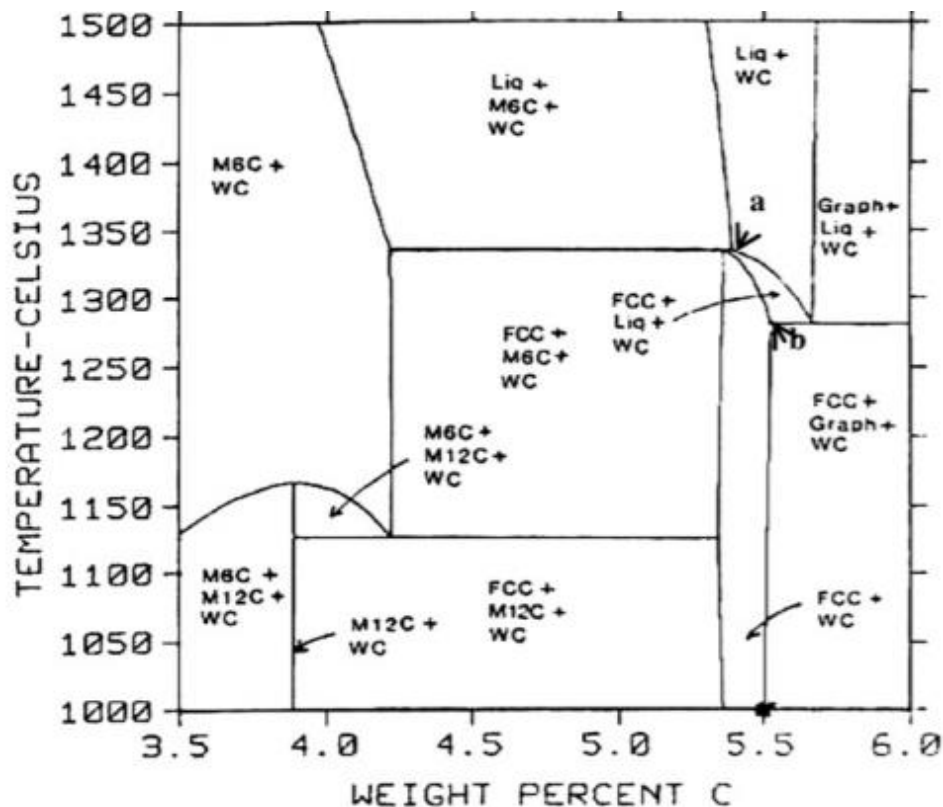 1500
1450
1400
1350
1300
1250
1200
1150
1100
1050
1000
TEMPERATURE-CELSIUS
Liq +
M6C +
WC
Liq +
WC
M6C +
WC
a
Graph+
Liq +
WC
FCC +
Liq +
WC
FCC +
M6C +
WC
b
FCC +
Graph+
WC
M6C +
M12C +
WC
M6C +
M12C +
WC
M12C +
WC
FCC +
M12C +
WC
FCC +
WC
3.5 4.0 4.5 5.0 5.5 6.0
WEIGHT PERCENT C